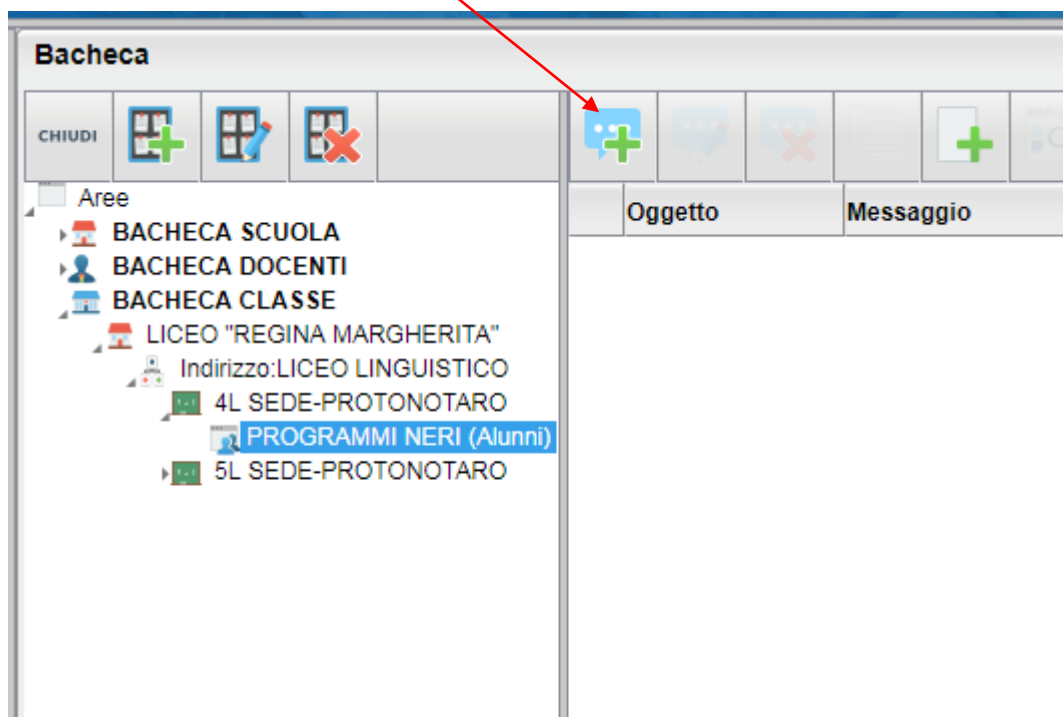 Bacheca
CHIUDI
Aree
BACHECA SCUOLA
BACHECA DOCENTI
BACHECA CLASSE
LICEO "REGINA MARGHERITA"
Indirizzo:LICEO LINGUISTICO
4L SEDE-PROTONOTARO
PROGRAMMI NERI (Alunni)
5L SEDE-PROTONOTARO
Oggetto Messaggio